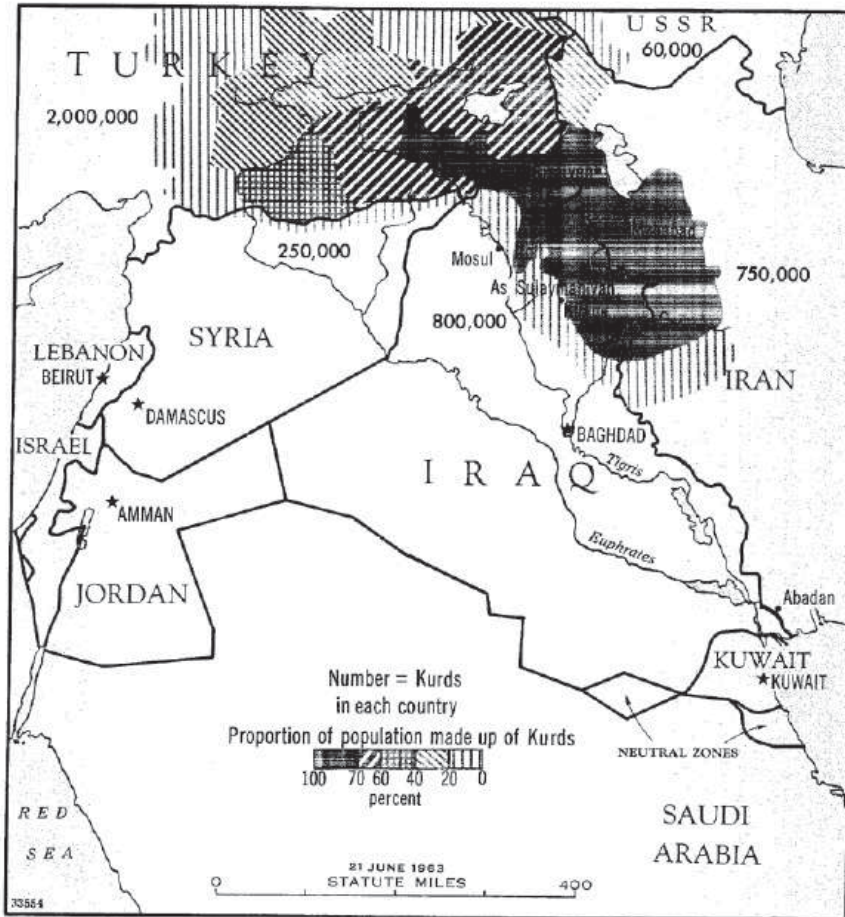 USSR
60,000
TURKEY
2,000,000
250,000
Mosul
As Sulaymaniyah
750,000
800,000
SYRIA
LEBANON
BEIRUT
DAMASCUS
IRAN
ISRAEL
BAGHDAD
Tigris
IRAQ
AMMAN
Euphrates
JORDAN
Abadan
KUWAIT
KUWAIT
Number = Kurds
in each country
Proportion of population made up of Kurds
100 70 60 40 20 0
percent
NEUTRAL ZONES
RED
SEA
SAUDI
ARABIA
21 JUNE 1963
STATUTE MILES
0 400
33554